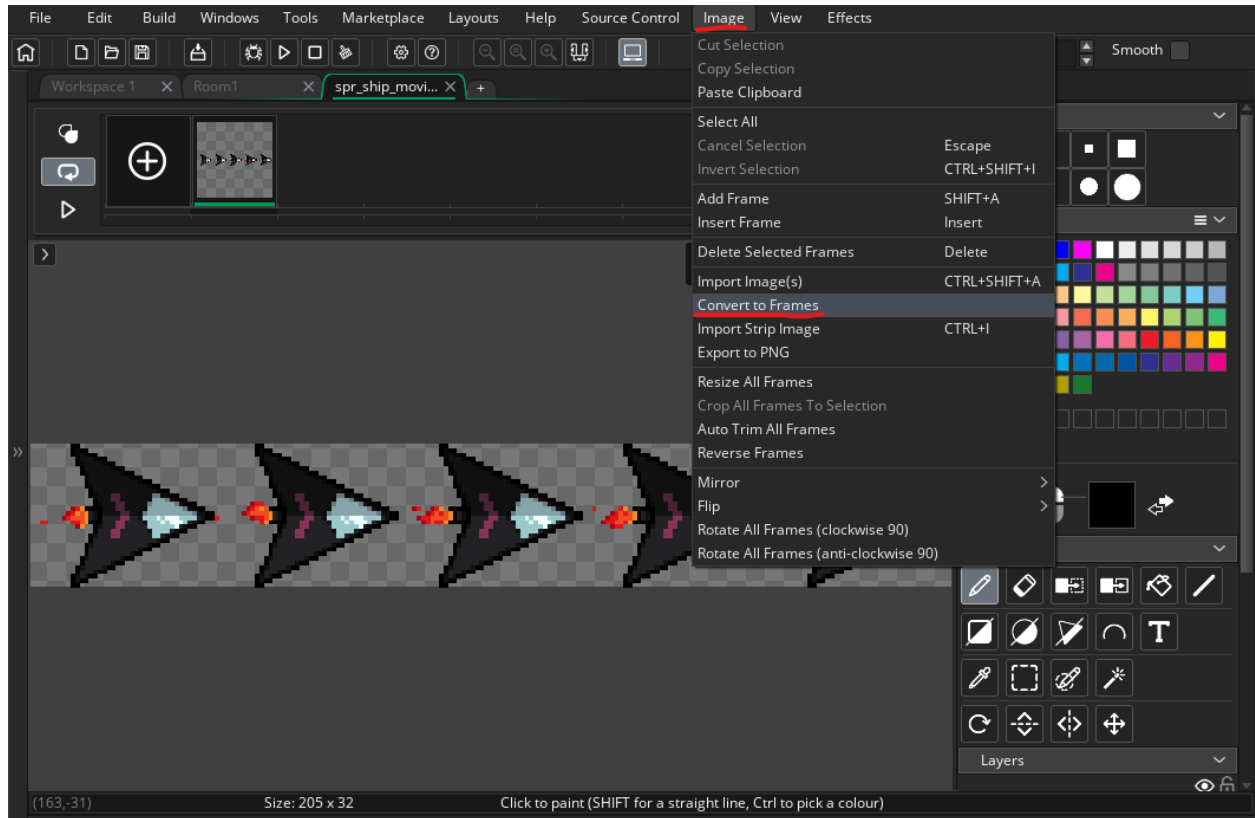 File Edit Build Windows Tools Marketplace Layouts Help Source Control Image View Effects
Smooth
Workspace 1 Room1 spr_ship_movi...
Cut Selection
Copy Selection
Paste Clipboard
Select All
Cancel Selection Escape
Invert Selection CTRL+SHIFT+I
Add Frame SHIFT+A
Insert Frame Insert
Delete Selected Frames Delete
Import Image(s) CTRL+SHIFT+A
Convert to Frames
Import Strip Image CTRL+I
Export to PNG
Resize All Frames
Crop All Frames To Selection
Auto Trim All Frames
Reverse Frames
Mirror
Flip
Rotate All Frames (clockwise 90)
Rotate All Frames (anti-clockwise 90)
T
Layers
(163,-31) Size: 205 x 32 Click to paint (SHIFT for a straight line, Ctrl to pick a colour)